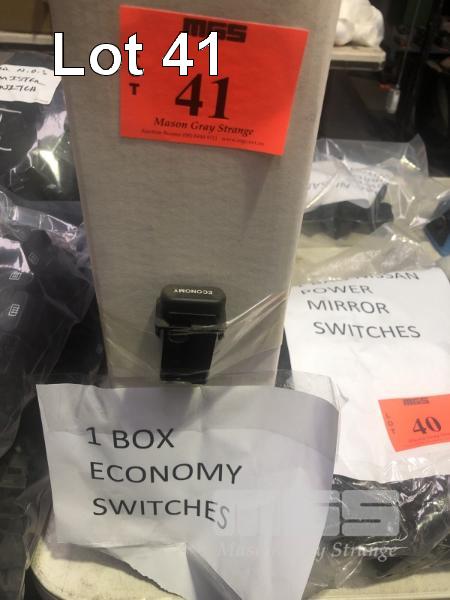 Lot 41
MGS
T
41
Mason Gray Strange
ECONOMY
NISSAN
POWER
MIRROR
SWITCHES
MGS
LOT
40
1 BOX
ECONOMY
SWITCHES
MGS
Mason Gray Strange